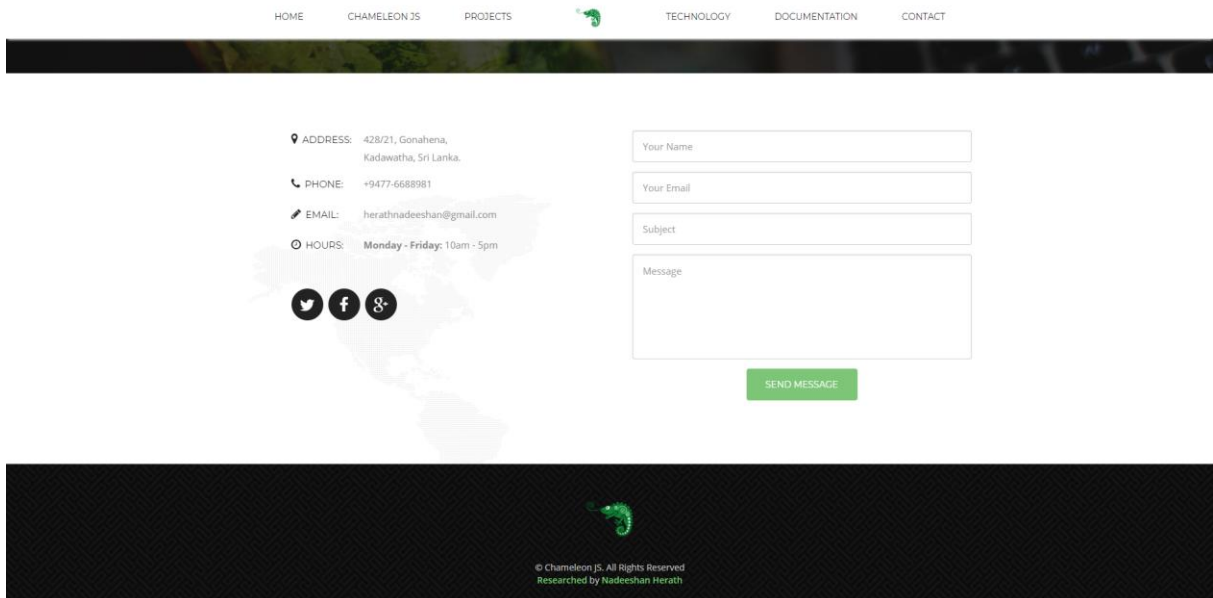 HOME CHAMELEON JS PROJECTS TECHNOLOGY DOCUMENTATION CONTACT
ADDRESS: 428/21, Gonahena,
Kadawatha, Sri Lanka.
PHONE: +9477-6688981
EMAIL: herathnadeeshan@gmail.com
HOURS: Monday - Friday: 10am - 5pm
Your Name
Your Email
Subject
Message
SEND MESSAGE
© Chameleon JS. All Rights Reserved
Researched by Nadeeshan Herath